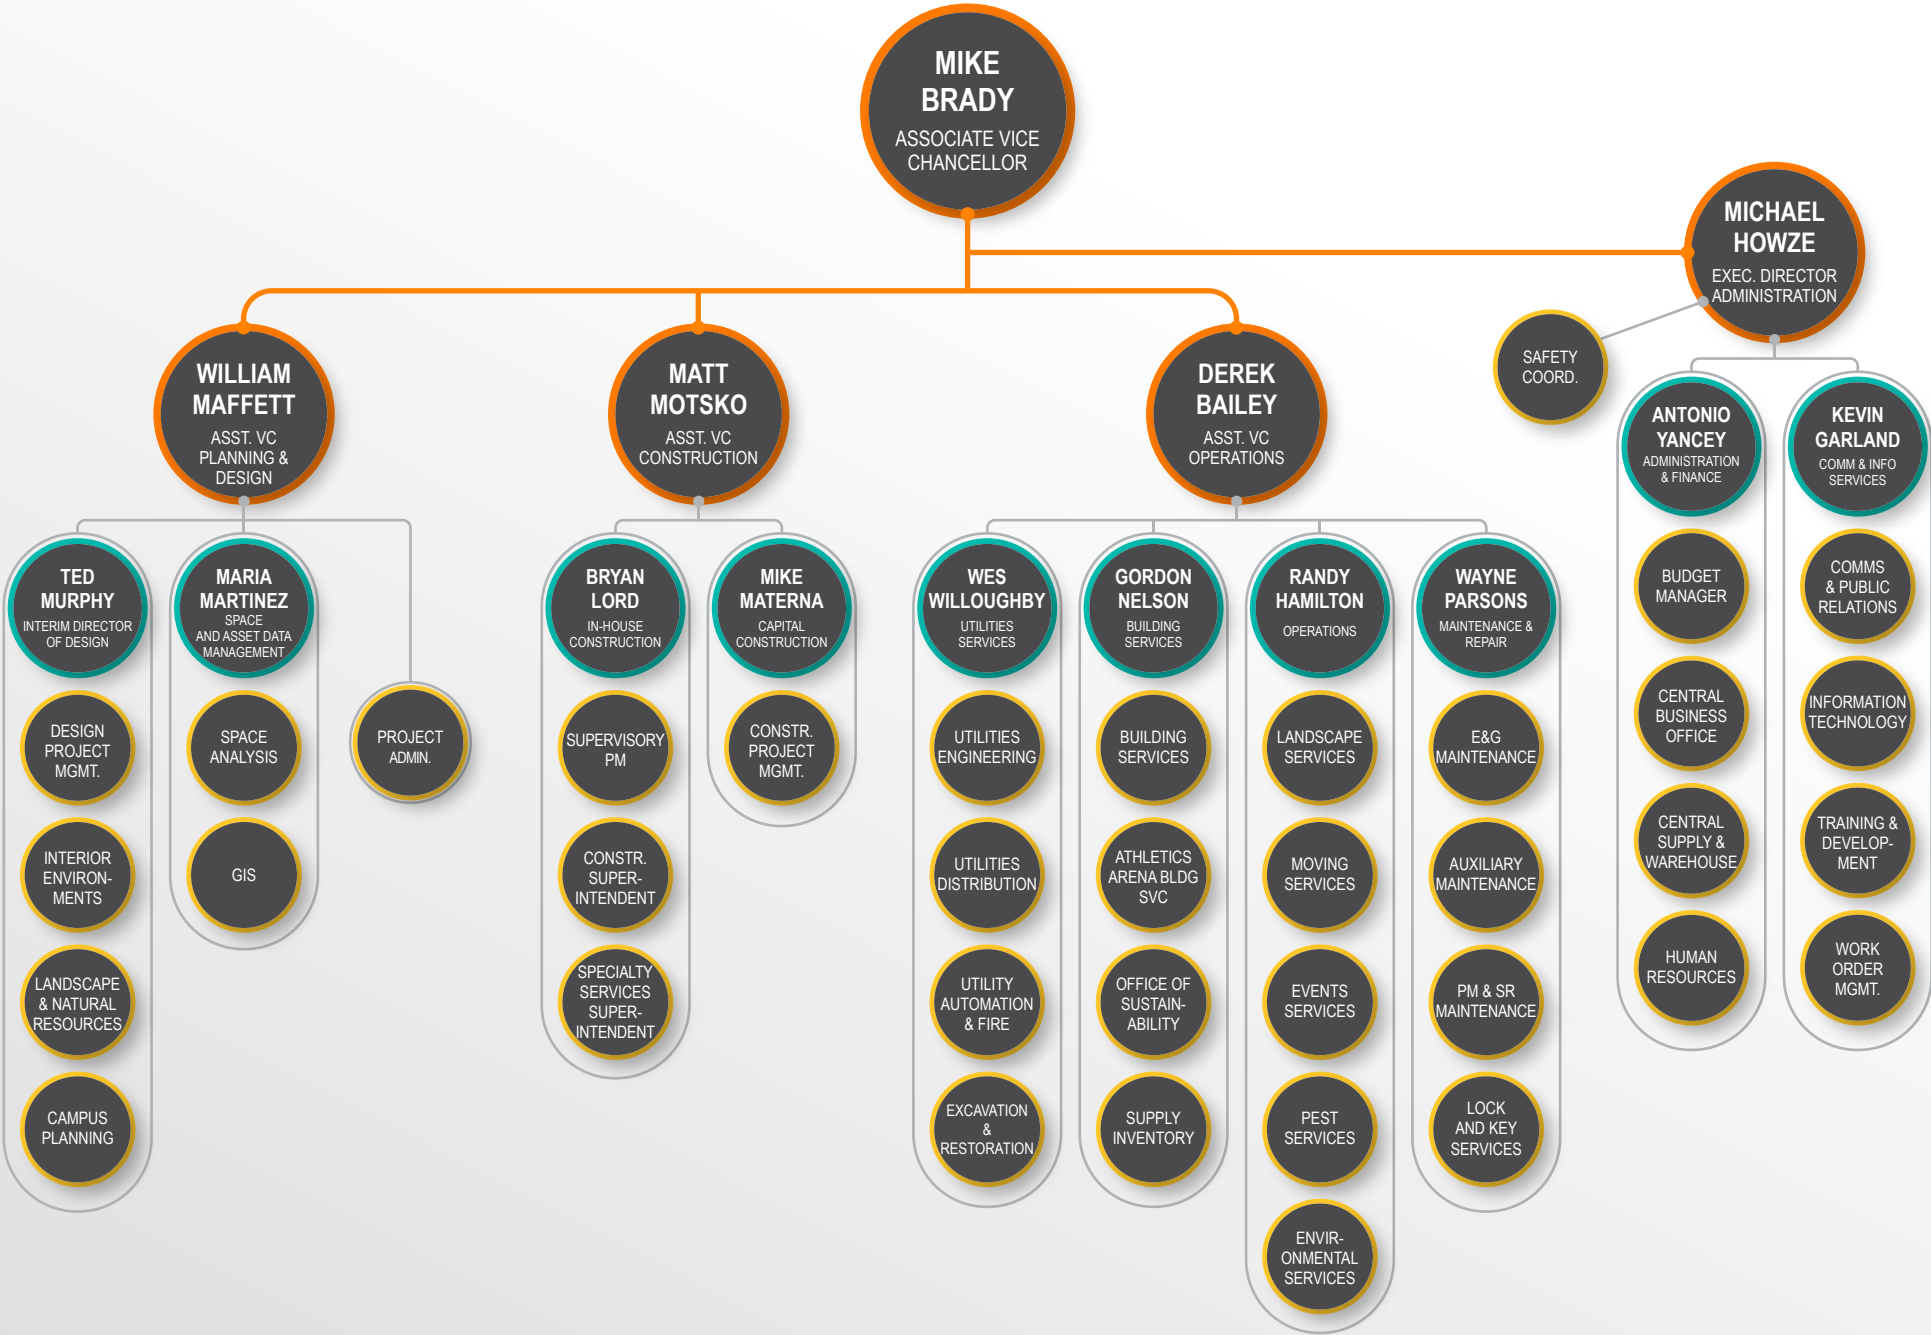 MIKE
BRADY
ASSOCIATE VICE
CHANCELLOR
MICHAEL
HOWZE
EXEC. DIRECTOR
ADMINISTRATION
SAFETY
COORD.
WILLIAM
MAFFETT
ASST. VC
PLANNING &
DESIGN
MATT
MOTSKO
ASST. VC
CONSTRUCTION
DEREK
BAILEY
ASST. VC
OPERATIONS
ANTONIO
YANCEY
ADMINISTRATION
& FINANCE
KEVIN
GARLAND
COMM & INFO
SERVICES
TED
MURPHY
INTERIM DIRECTOR
OF DESIGN
DESIGN
PROJECT
MGMT.
INTERIOR
ENVIRON-
MENTS
LANDSCAPE
& NATURAL
RESOURCES
CAMPUS
PLANNING
MARIA
MARTINEZ
SPACE
AND ASSET DATA
MANAGEMENT
SPACE
ANALYSIS
GIS
PROJECT
ADMIN.
BRYAN
LORD
IN-HOUSE
CONSTRUCTION
SUPERVISORY
PM
CONSTR.
SUPER-
INTENDENT
SPECIALTY
SERVICES
SUPER-
INTENDENT
MIKE
MATERNA
CAPITAL
CONSTRUCTION
CONSTR.
PROJECT
MGMT.
WES
WILLOUGHBY
UTILITIES
SERVICES
UTILITIES
ENGINEERING
UTILITIES
DISTRIBUTION
UTILITY
AUTOMATION
& FIRE
EXCAVATION
&
RESTORATION
GORDON
NELSON
BUILDING
SERVICES
BUILDING
SERVICES
ATHLETICS
ARENA BLDG
SVC
OFFICE OF
SUSTAIN-
ABILITY
SUPPLY
INVENTORY
RANDY
HAMILTON
OPERATIONS
LANDSCAPE
SERVICES
MOVING
SERVICES
EVENTS
SERVICES
PEST
SERVICES
ENVIR-
ONMENTAL
SERVICES
WAYNE
PARSONS
MAINTENANCE &
REPAIR
E&G
MAINTENANCE
AUXILIARY
MAINTENANCE
PM & SR
MAINTENANCE
LOCK
AND KEY
SERVICES
BUDGET
MANAGER
CENTRAL
BUSINESS
OFFICE
CENTRAL
SUPPLY &
WAREHOUSE
HUMAN
RESOURCES
COMMS
& PUBLIC
RELATIONS
INFORMATION
TECHNOLOGY
TRAINING &
DEVELOP-
MENT
WORK
ORDER
MGMT.